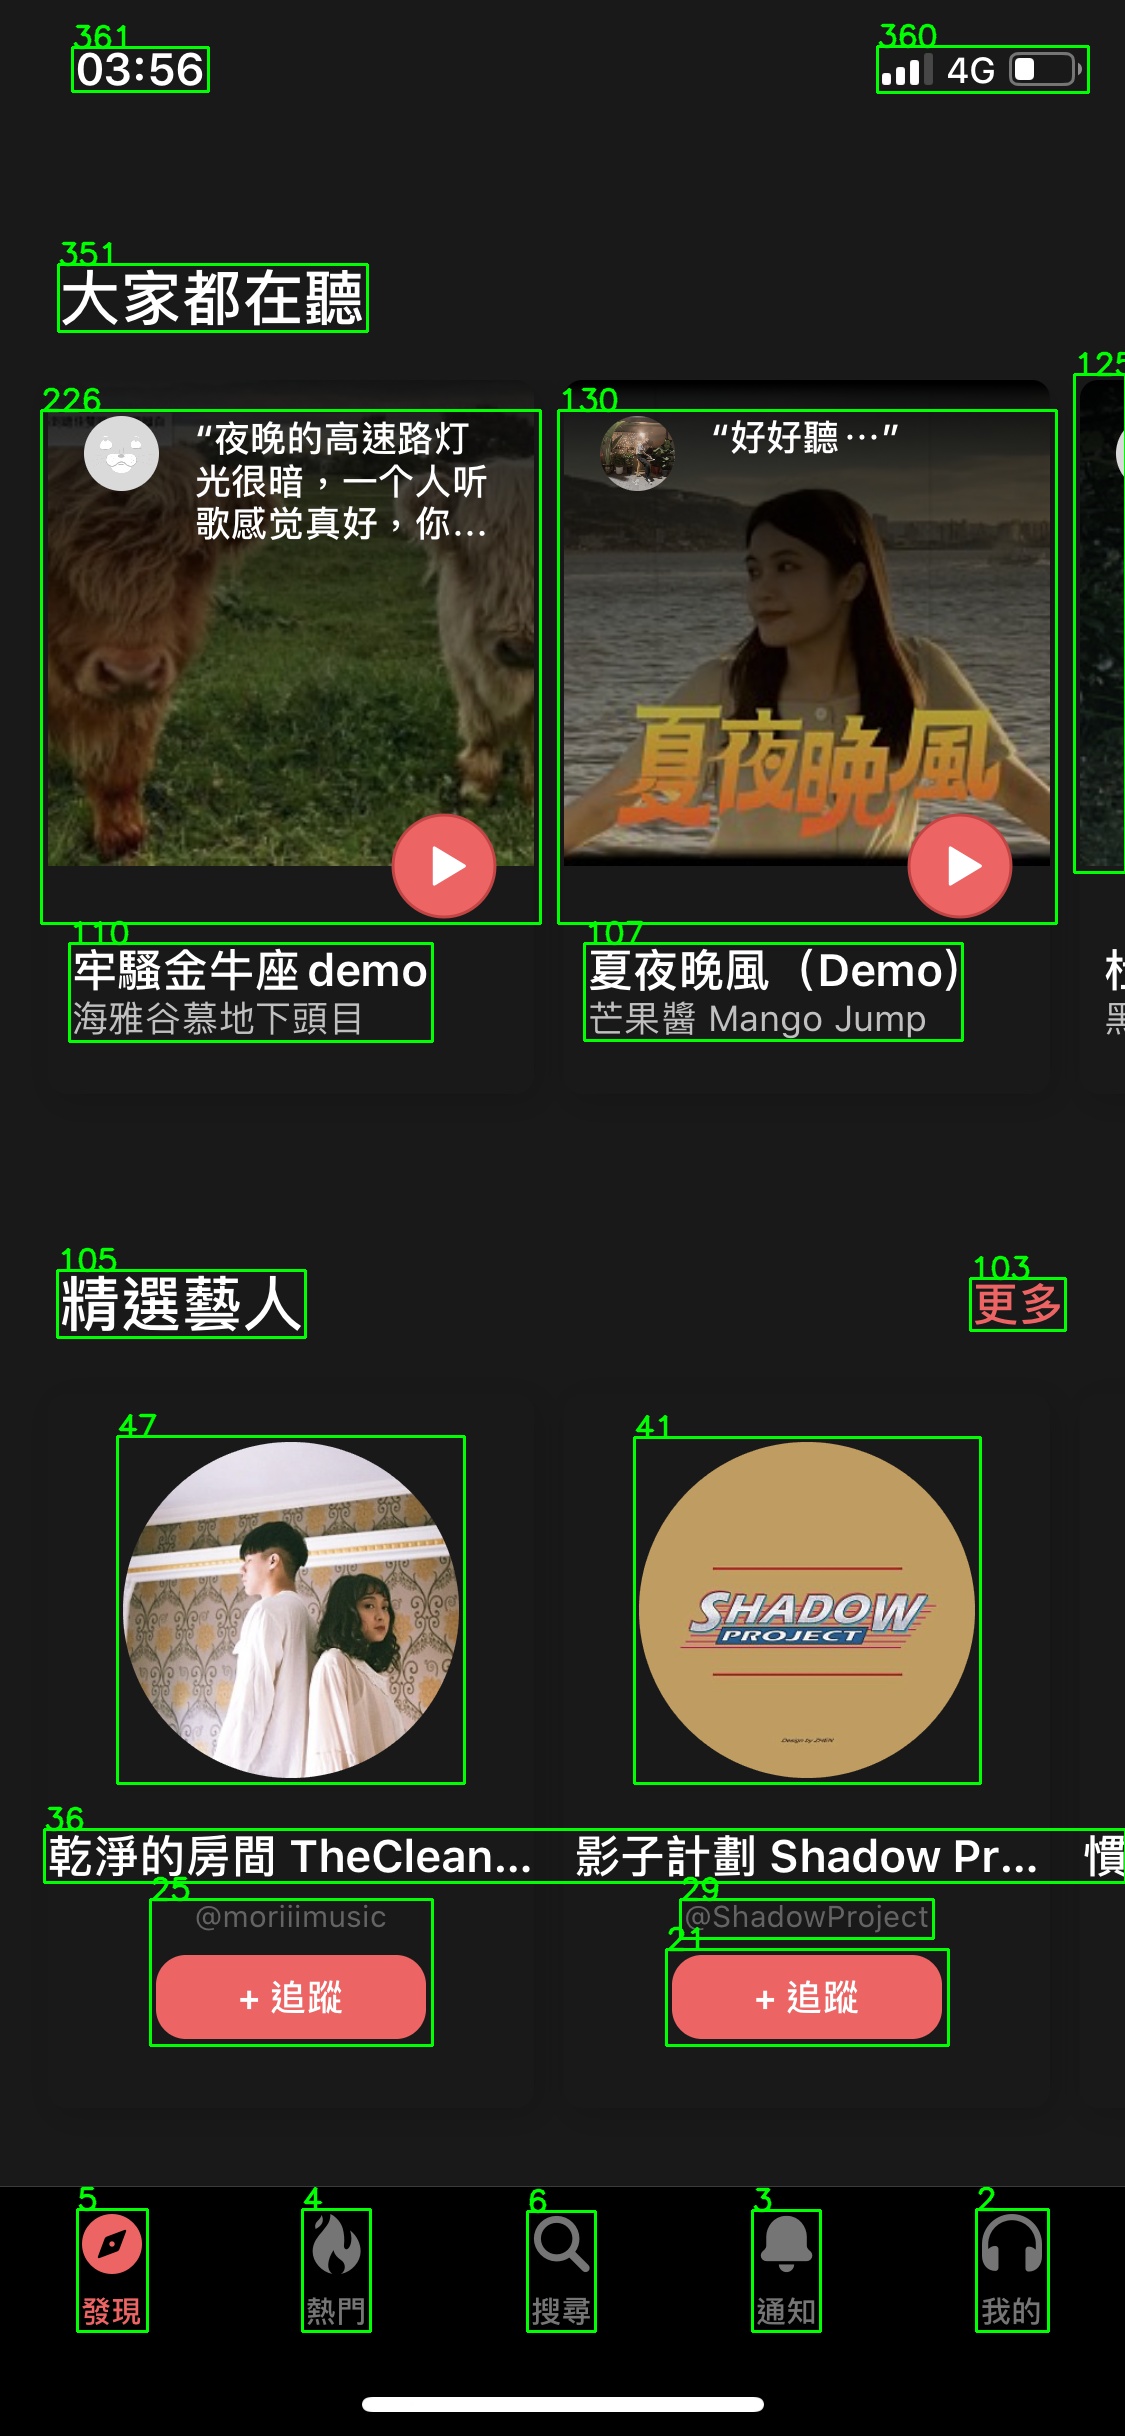 361
03:56
360
4G
351
大家都在聽
226
“夜晚的高速路灯
光很暗，一个人听
歌感觉真好，你...
130
“好好聽⋯”
夏夜晚風
125
110
牢騷金牛座 demo
海雅谷慕地下頭目
107
夏夜晚風（Demo）
芒果醬 Mango Jump
105
精選藝人
103
更多
47
41
SHADOW
PROJECT
Design by ZHEN
36
乾淨的房間 TheClean...
影子計劃 Shadow Pr...
慣
25
@moriiimusic
29
@ShadowProject
21
+ 追蹤
+ 追蹤
5
發現
4
熱門
6
搜尋
3
通知
2
我的